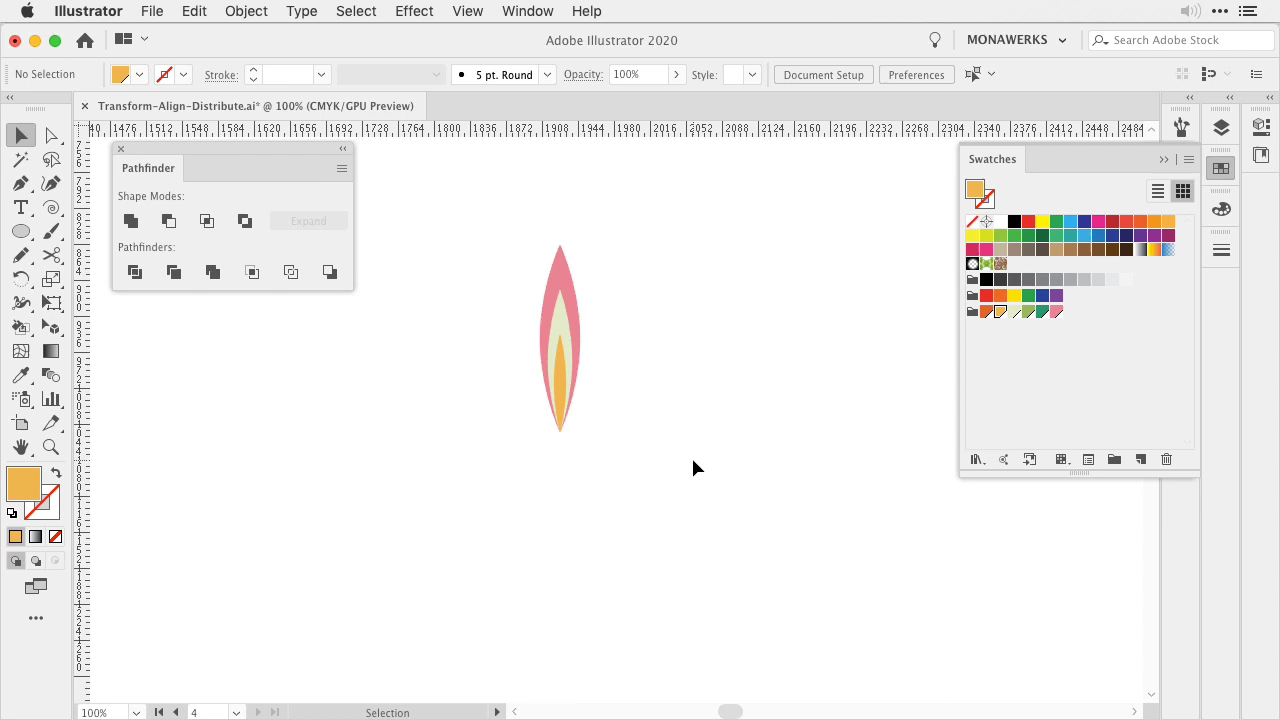 Illustrator File Edit Object Type Select Effect View Window Help
Adobe Illustrator 2020
MONAWERKS
Search Adobe Stock
No Selection
Stroke:
5 pt. Round
Opacity: 100%
Style:
Document Setup
Preferences
Transform-Align-Distribute.ai* @ 100% (CMYK/GPU Preview)
40 1476 1512 1548 1584 1620 1656 1692 1728 1764 1800 1836 1872 1908 1944 1980 2016 2052 2088 2124 2160 2196 2232 2268 2304 2340 2376 2412 2448 2484
Pathfinder
Shape Modes:
Expand
Pathfinders:
Swatches
100%
4
Selection